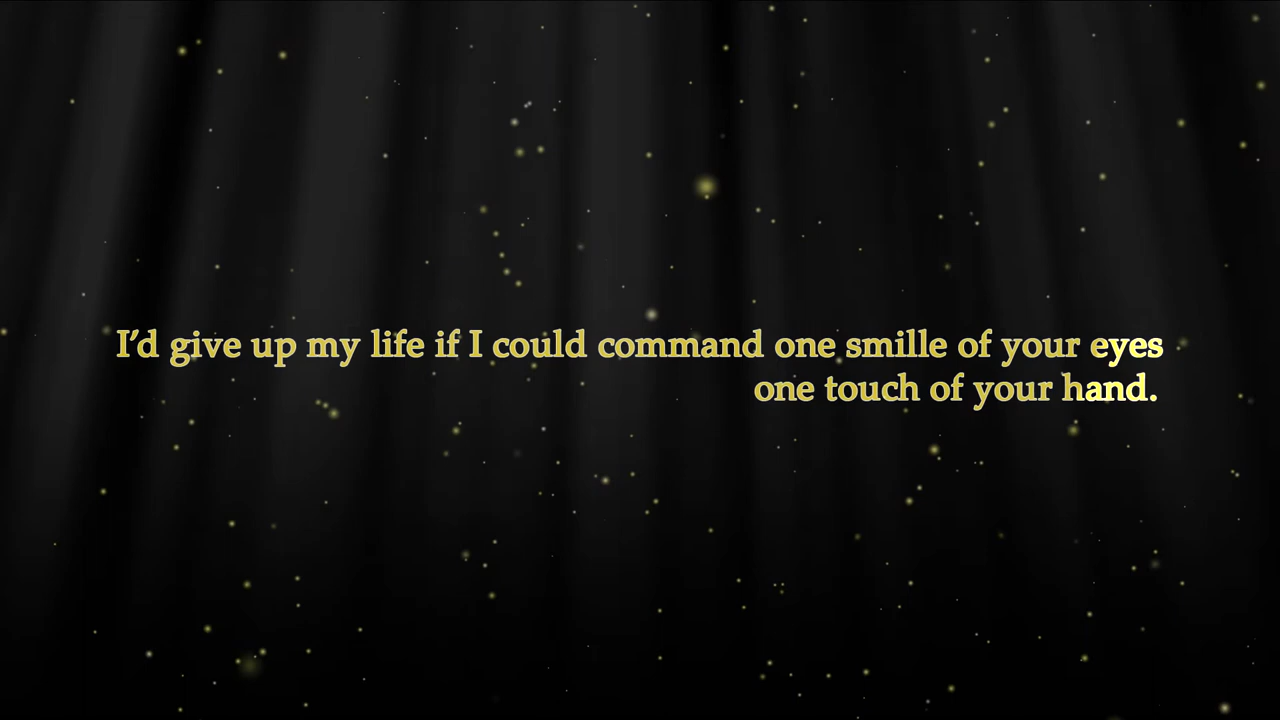 I’d give up my life if I could command one smille of your eyes
one touch of your hand.